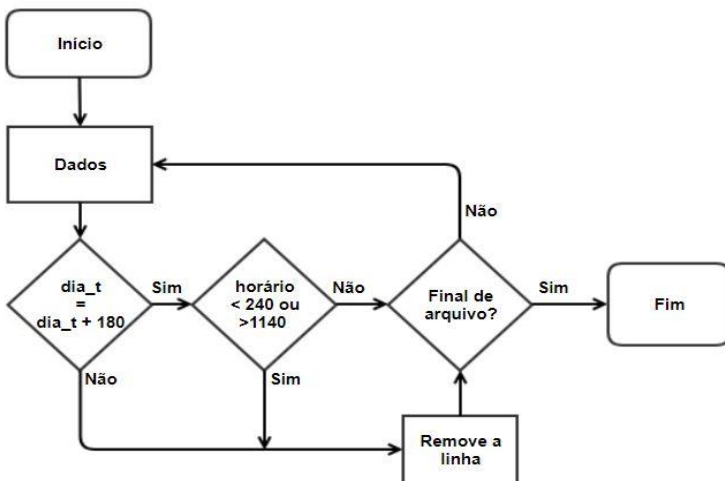 Início
Dados
Não
dia_t
=
dia_t + 180
Sim
horário
< 240 ou
>1140
Não
Final de
arquivo?
Sim
Fim
Não
Sim
Remove a
linha